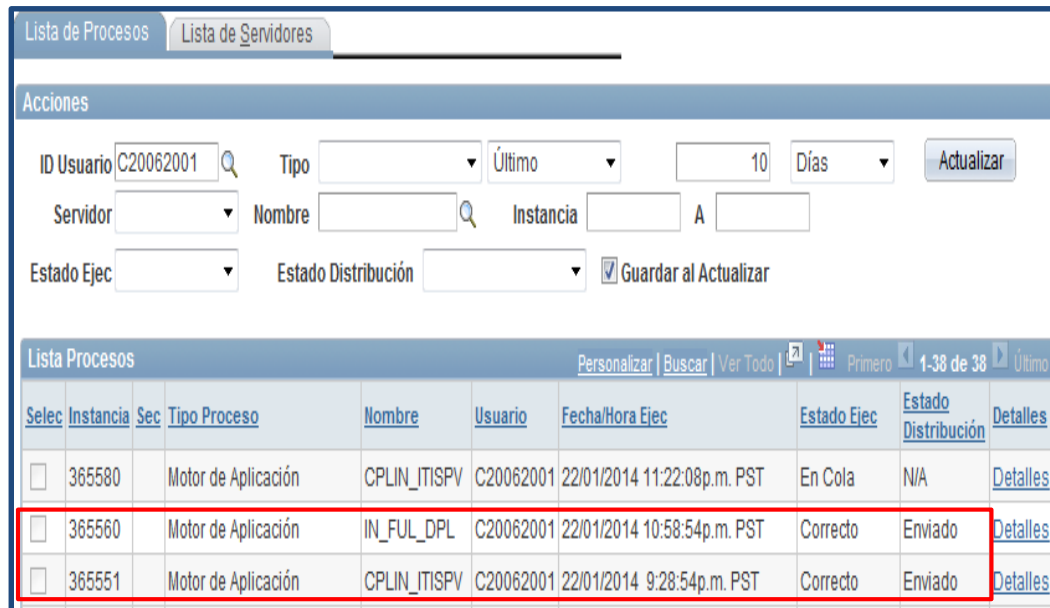 Lista de Procesos Lista de Servidores
Acciones
ID Usuario C20062001 Tipo Último 10 Días Actualizar
Servidor Nombre Instancia A
Estado Ejec Estado Distribución Guardar al Actualizar
Lista Procesos Personalizar | Buscar | Ver Todo | | Primero 1-38 de 38 Último
Selec Instancia Sec Tipo Proceso Nombre Usuario Fecha/Hora Ejec Estado Ejec Estado Distribución Detalles
365580 Motor de Aplicación CPLIN_ITISPV C20062001 22/01/2014 11:22:08p.m. PST En Cola N/A Detalles
365560 Motor de Aplicación IN_FUL_DPL C20062001 22/01/2014 10:58:54p.m. PST Correcto Enviado Detalles
365551 Motor de Aplicación CPLIN_ITISPV C20062001 22/01/2014 9:28:54p.m. PST Correcto Enviado Detalles